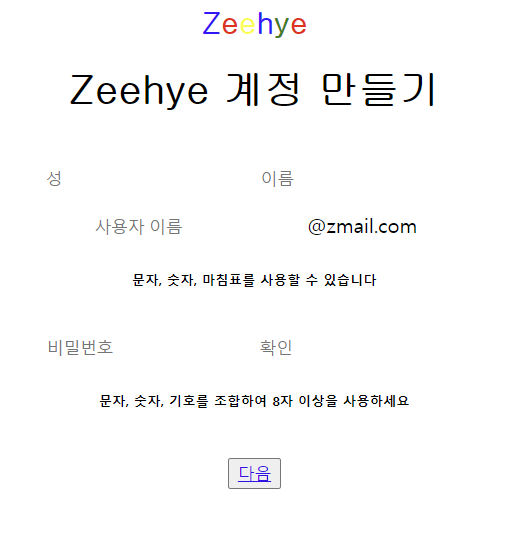 Zeehye
Zeehye 계정 만들기
성 이름
사용자 이름 @zmail.com
문자, 숫자, 마침표를 사용할 수 있습니다
비밀번호 확인
문자, 숫자, 기호를 조합하여 8자 이상을 사용하세요
다음